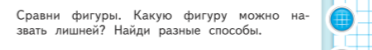 Сравни фигуры. Какую фигуру можно на-
звать лишней? Найди разные способы.